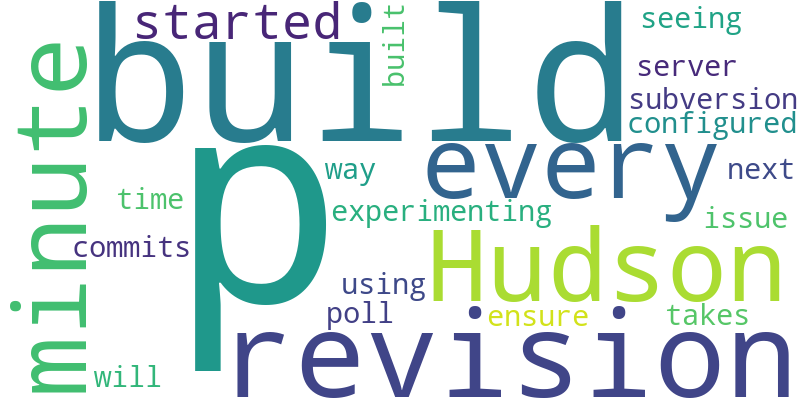 started
build
built
seeing
server
subversion
configured
minute
p
every
way
next
time
experimenting
issue
commits
Hudson
using
poll
ensure
takes
revision
will